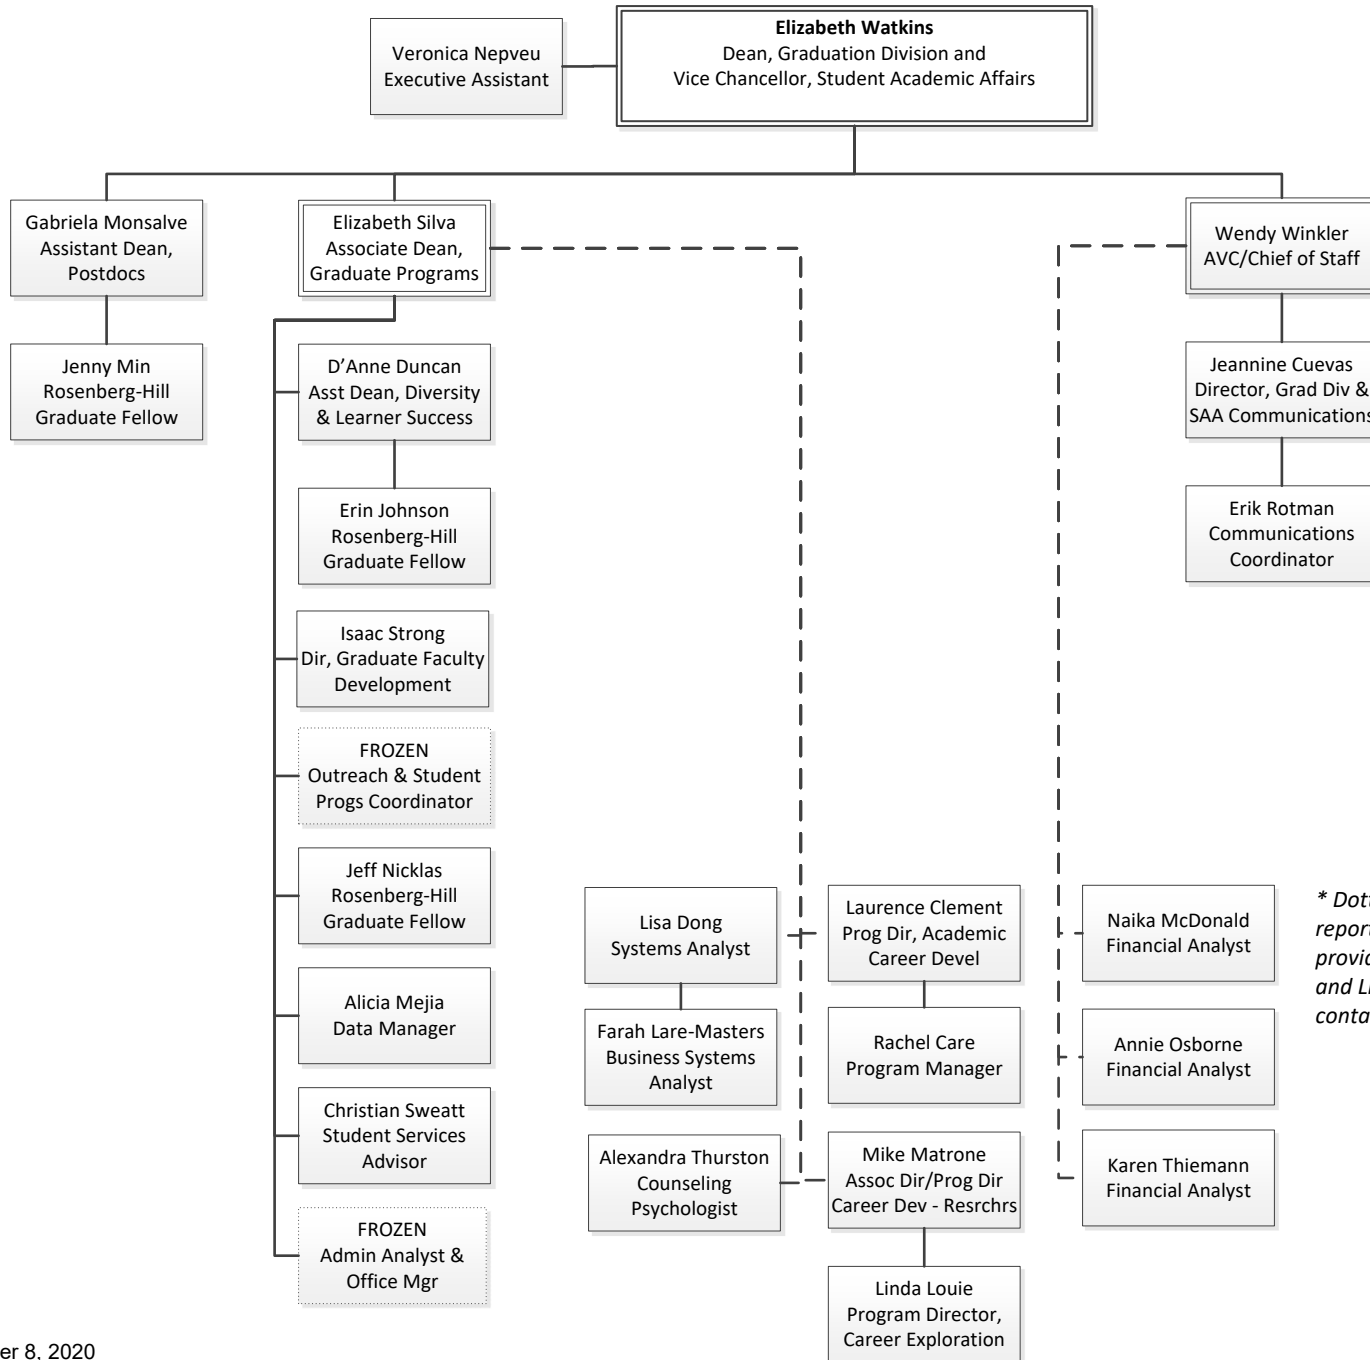 Veronica Nepveu
Executive Assistant
Elizabeth Watkins
Dean, Graduation Division and
Vice Chancellor, Student Academic Affairs
Gabriela Monsalve
Assistant Dean,
Postdocs
Elizabeth Silva
Associate Dean,
Graduate Programs
Wendy Winkler
AVC/Chief of Staff
Jenny Min
Rosenberg-Hill
Graduate Fellow
D’Anne Duncan
Asst Dean, Diversity
& Learner Success
Jeannine Cuevas
Director, Grad Div &
SAA Communications
Erin Johnson
Rosenberg-Hill
Graduate Fellow
Erik Rotman
Communications
Coordinator
Isaac Strong
Dir, Graduate Faculty
Development
FROZEN
Outreach & Student
Progs Coordinator
Jeff Nicklas
Rosenberg-Hill
Graduate Fellow
Lisa Dong
Systems Analyst
Laurence Clement
Prog Dir, Academic
Career Devel
Naika McDonald
Financial Analyst
* Dott
report
provid
and L
conta
Alicia Mejia
Data Manager
Farah Lare-Masters
Business Systems
Analyst
Rachel Care
Program Manager
Annie Osborne
Financial Analyst
Christian Sweatt
Student Services
Advisor
Alexandra Thurston
Counseling
Psychologist
Mike Matrone
Assoc Dir/Prog Dir
Career Dev - Resrchrs
Karen Thiemann
Financial Analyst
FROZEN
Admin Analyst &
Office Mgr
Linda Louie
Program Director,
Career Exploration
er 8, 2020